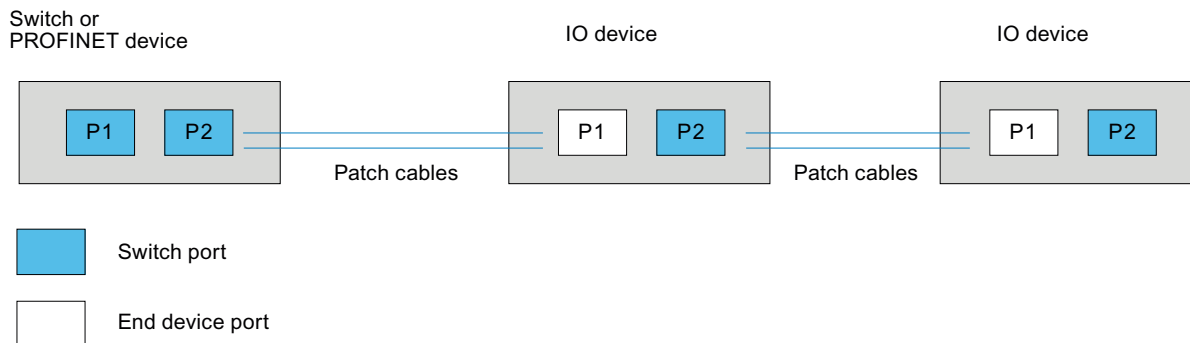 Switch or
PROFINET device
IO device
IO device
P1
P2
P1
P2
P1
P2
Patch cables
Patch cables
Switch port
End device port